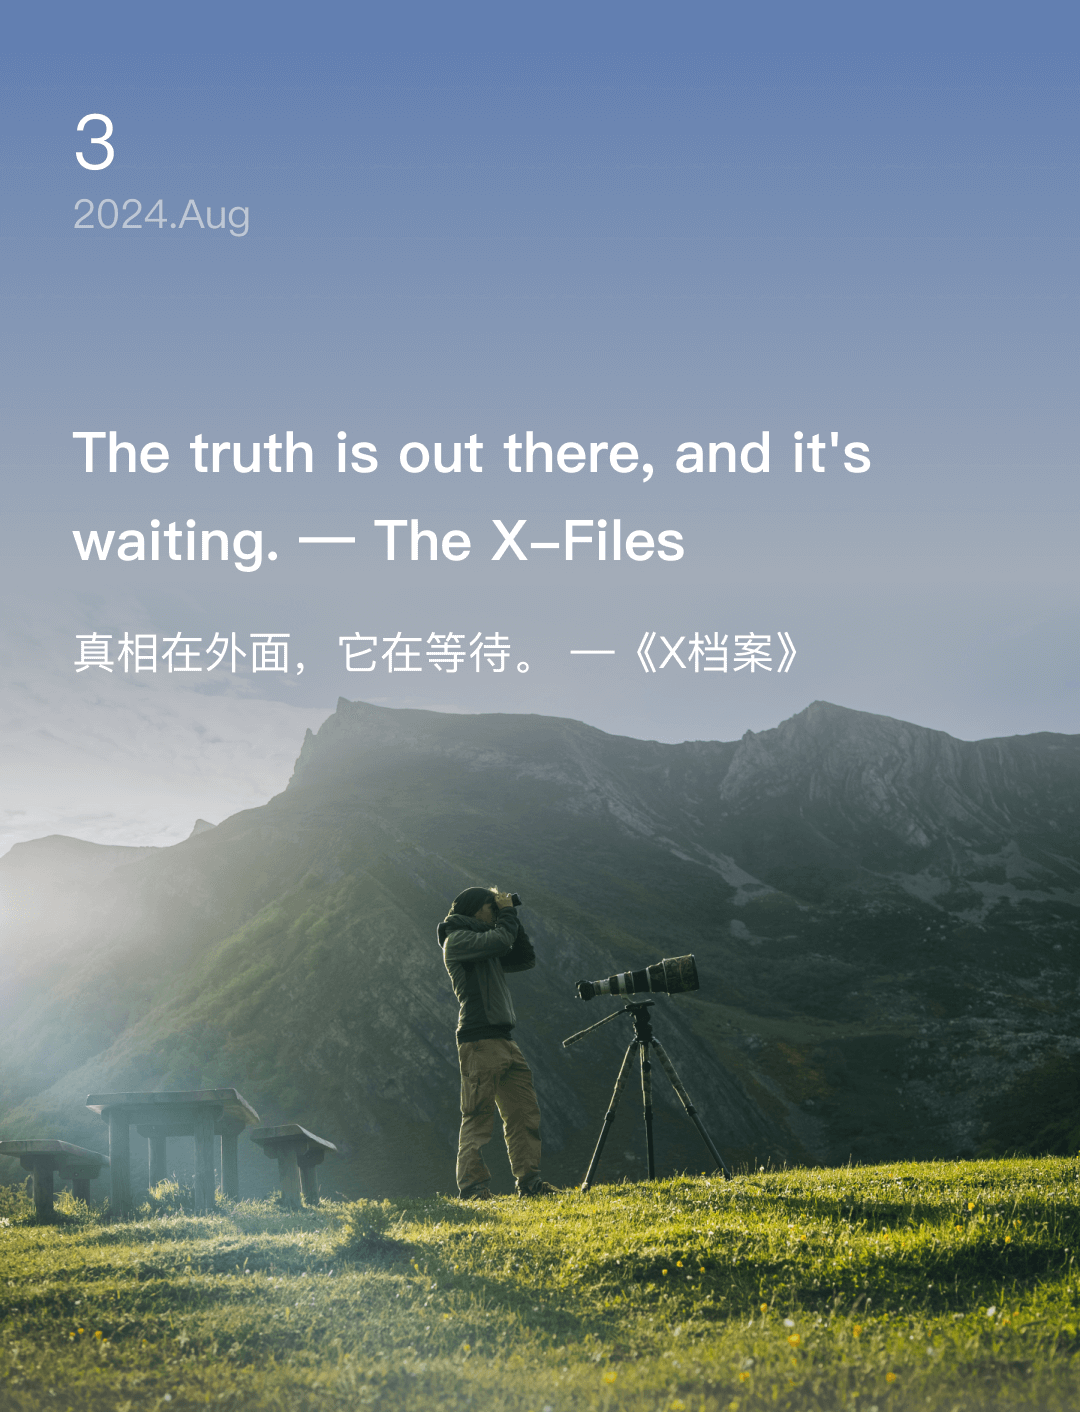 3
2024.Aug
The truth is out there, and it's
waiting. — The X–Files
真相在外面，它在等待。 —《X档案》